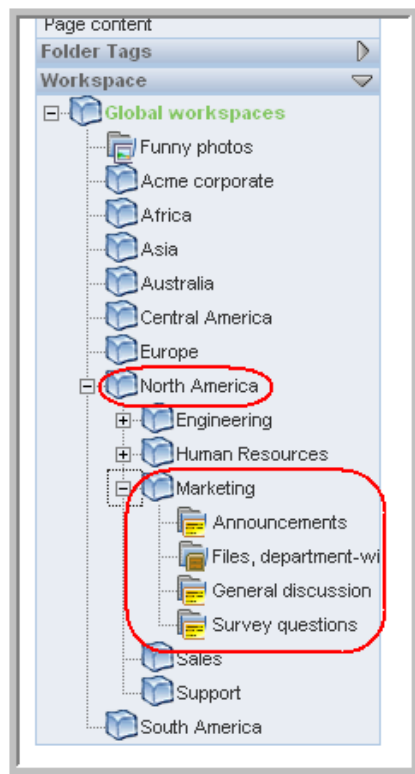 Page content
Folder Tags
Workspace
Global workspaces
Funny photos
Acme corporate
Africa
Asia
Australia
Central America
Europe
North America
Engineering
Human Resources
Marketing
Announcements
Files, department-wi
General discussion
Survey questions
Sales
Support
South America